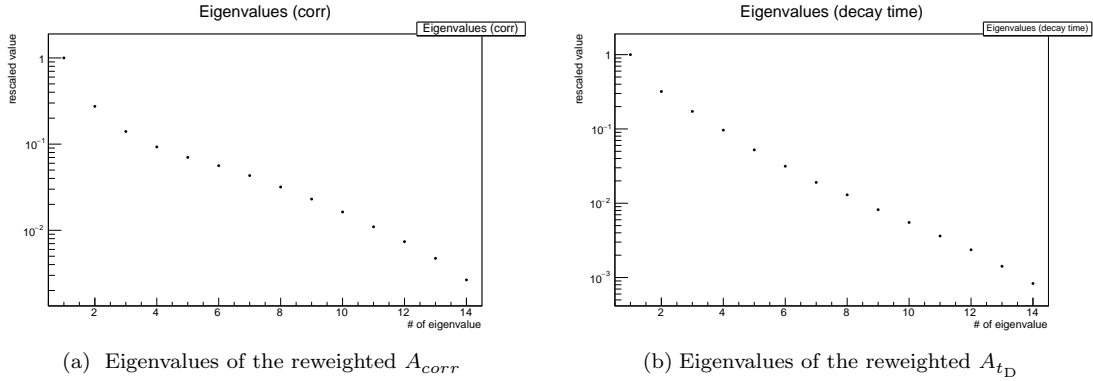 Eigenvalues (corr)
Eigenvalues (corr)
rescaled value
1
10⁻¹
10⁻²
2 4 6 8 10 12 14
# of eigenvalue
(a) Eigenvalues of the reweighted A_corr
Eigenvalues (decay time)
Eigenvalues (decay time)
rescaled value
1
10⁻¹
10⁻²
10⁻³
2 4 6 8 10 12 14
# of eigenvalue
(b) Eigenvalues of the reweighted A_{t_D}